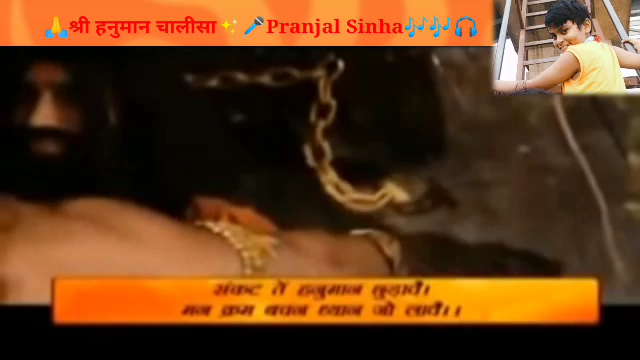 🙏श्री हनुमान चालीसा✨🎤Pranjal Sinha🎶🎶🎧
संकट तें हनुमान छुड़ावै।
मन क्रम बचन ध्यान जो लावै।।